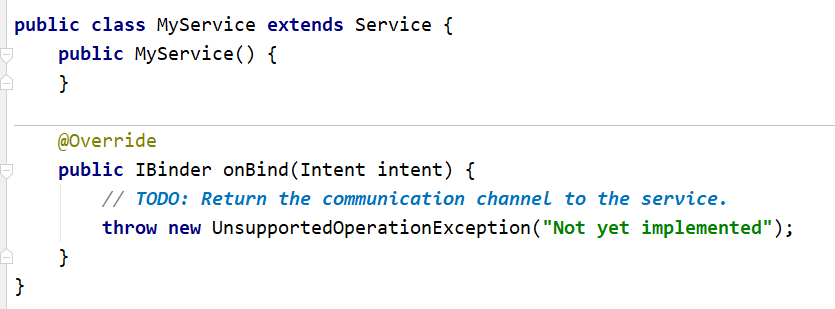 public class MyService extends Service {
    public MyService() {
    }
    @Override
    public IBinder onBind(Intent intent) {
        // TODO: Return the communication channel to the service.
        throw new UnsupportedOperationException("Not yet implemented");
    }
}